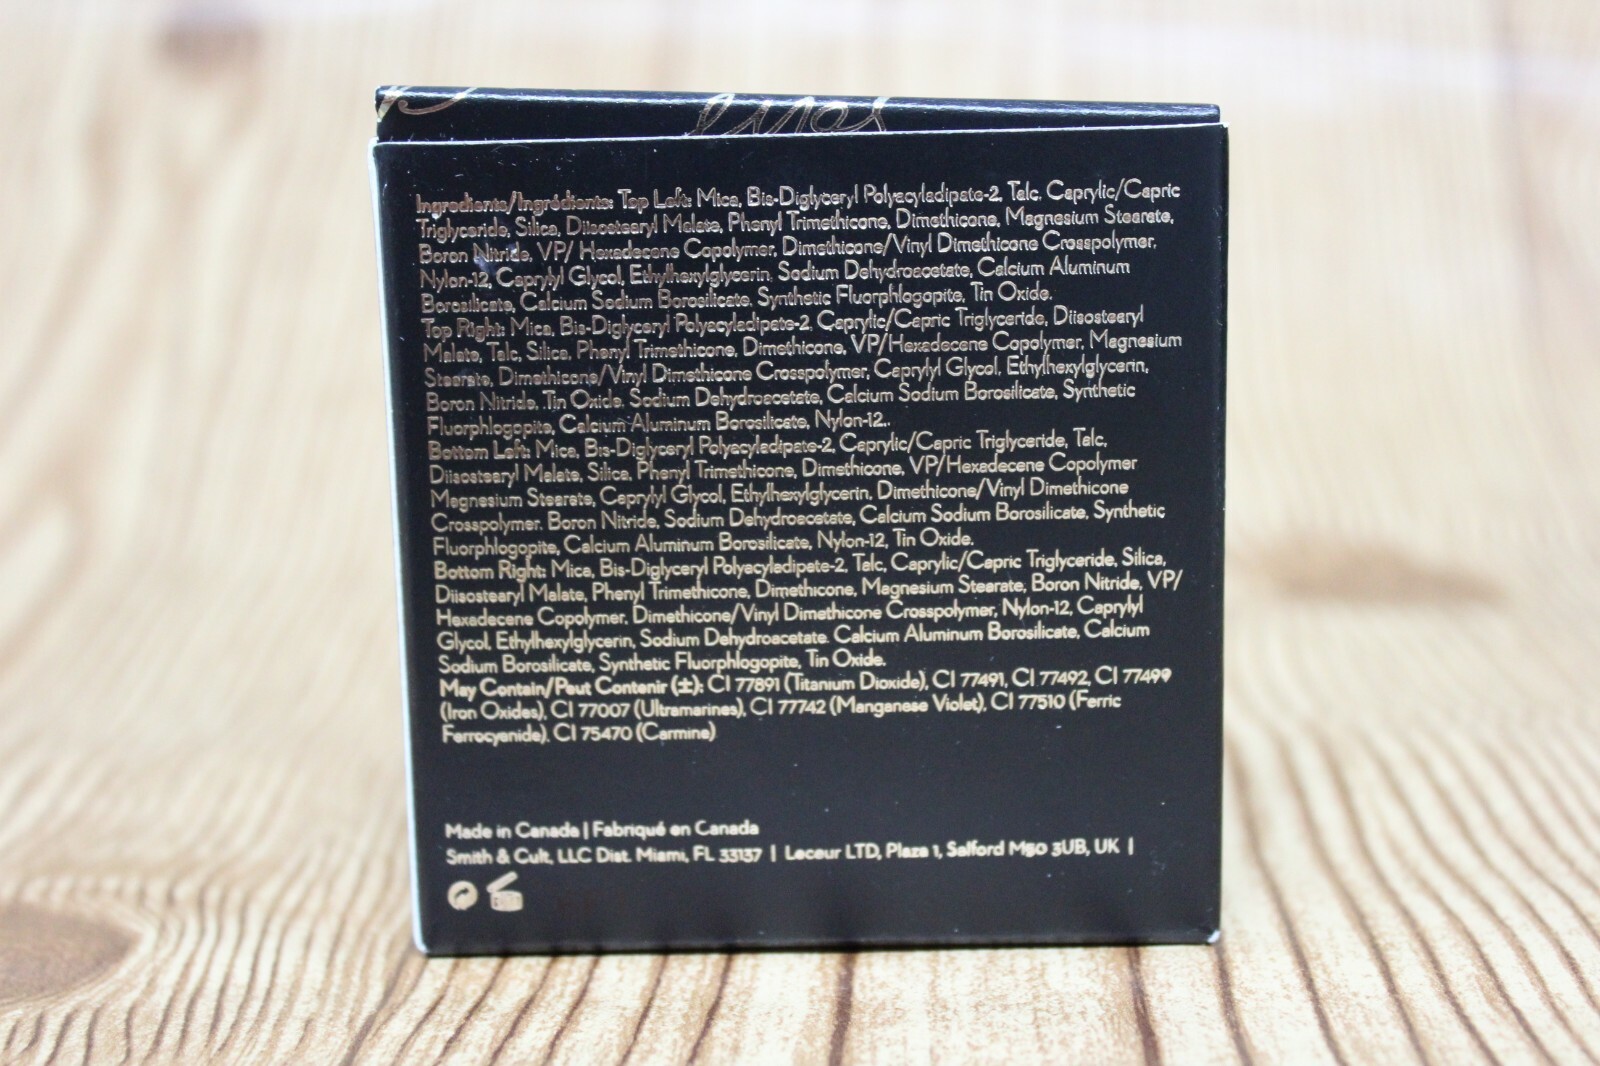 Ingredients/Ingrédients: Top Left: Mica, Bis-Diglyceryl Polyacyladipate-2, Talc, Caprylic/Capric
Triglyceride, Silica, Diisostearyl Malate, Phenyl Trimethicone, Dimethicone, Magnesium Stearate,
Boron Nitride, VP/ Hexadecene Copolymer, Dimethicone/Vinyl Dimethicone Crosspolymer,
Nylon-12, Caprylyl Glycol, Ethylhexylglycerin, Sodium Dehydroacetate, Calcium Aluminum
Borosilicate, Calcium Sodium Borosilicate, Synthetic Fluorphlogopite, Tin Oxide.
Top Right: Mica, Bis-Diglyceryl Polyacyladipate-2, Caprylic/Capric Triglyceride, Diisostearyl
Malate, Talc, Silica, Phenyl Trimethicone, Dimethicone, VP/Hexadecene Copolymer, Magnesium
Stearate, Dimethicone/Vinyl Dimethicone Crosspolymer, Caprylyl Glycol, Ethylhexylglycerin,
Boron Nitride, Tin Oxide, Sodium Dehydroacetate, Calcium Sodium Borosilicate, Synthetic
Fluorphlogopite, Calcium Aluminum Borosilicate, Nylon-12..
Bottom Left: Mica, Bis-Diglyceryl Polyacyladipate-2, Caprylic/Capric Triglyceride, Talc,
Diisostearyl Malate, Silica, Phenyl Trimethicone, Dimethicone, VP/Hexadecene Copolymer
Magnesium Stearate, Caprylyl Glycol, Ethylhexylglycerin, Dimethicone/Vinyl Dimethicone
Crosspolymer, Boron Nitride, Sodium Dehydroacetate, Calcium Sodium Borosilicate, Synthetic
Fluorphlogopite, Calcium Aluminum Borosilicate, Nylon-12, Tin Oxide.
Bottom Right: Mica, Bis-Diglyceryl Polyacyladipate-2, Talc, Caprylic/Capric Triglyceride, Silica,
Diisostearyl Malate, Phenyl Trimethicone, Dimethicone, Magnesium Stearate, Boron Nitride, VP/
Hexadecene Copolymer, Dimethicone/Vinyl Dimethicone Crosspolymer, Nylon-12, Caprylyl
Glycol, Ethylhexylglycerin, Sodium Dehydroacetate, Calcium Aluminum Borosilicate, Calcium
Sodium Borosilicate, Synthetic Fluorphlogopite, Tin Oxide.
May Contain/Peut Contenir (±): CI 77891 (Titanium Dioxide), CI 77491, CI 77492, CI 77499
(Iron Oxides), CI 77007 (Ultramarines), CI 77742 (Manganese Violet), CI 77510 (Ferric
Ferrocyanide), CI 75470 (Carmine)
Made in Canada | Fabriqué en Canada
Smith & Cult, LLC Dist. Miami, FL 33137 | Leceur LTD, Plaza 1, Salford M50 3UB, UK |